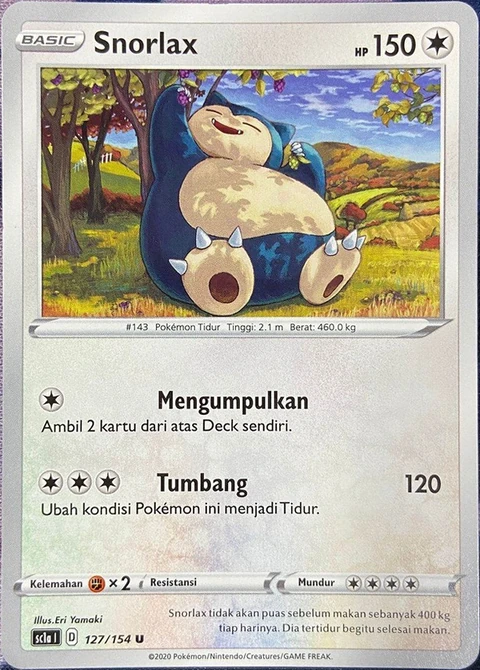 BASIC Snorlax HP 150
#143 Pokémon Tidur Tinggi: 2.1 m Berat: 460.0 kg
Mengumpulkan
Ambil 2 kartu dari atas Deck sendiri.
Tumbang 120
Ubah kondisi Pokémon ini menjadi Tidur.
Kelemahan ×2 Resistansi Mundur
Illus. Eri Yamaki
sc1a I D 127/154 U
Snorlax tidak akan puas sebelum makan sebanyak 400 kg
tiap harinya. Dia tertidur begitu selesai makan.
©2020 Pokémon/Nintendo/Creatures/GAME FREAK.